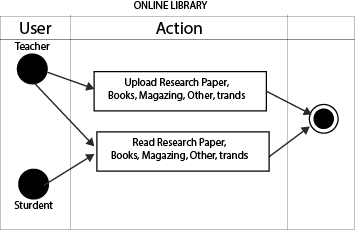 ONLINE LIBRARY
User
Action
Teacher
Upload Research Paper,
Books, Magazing, Other, trands
Read Research Paper,
Books, Magazing, Other, trands
Sturdent